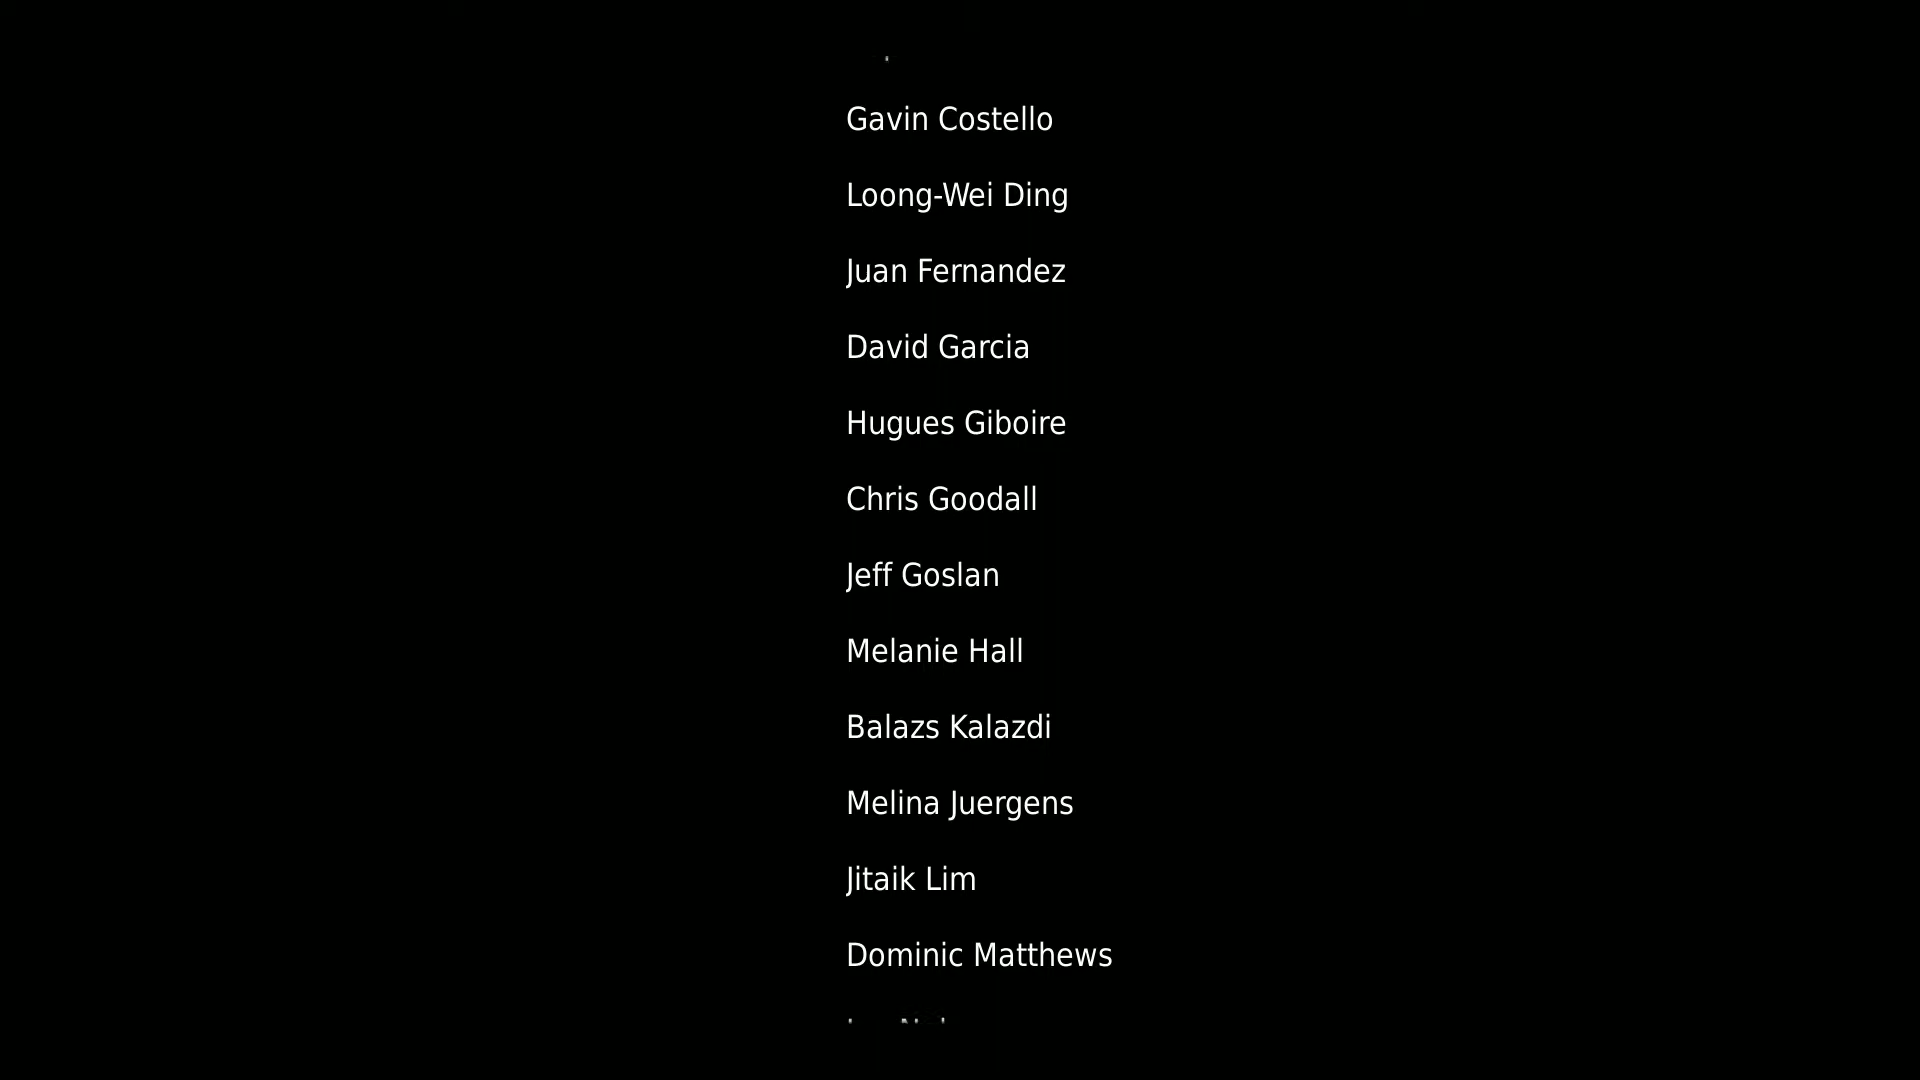 Gavin Costello
Loong-Wei Ding
Juan Fernandez
David Garcia
Hugues Giboire
Chris Goodall
Jeff Goslan
Melanie Hall
Balazs Kalazdi
Melina Juergens
Jitaik Lim
Dominic Matthews